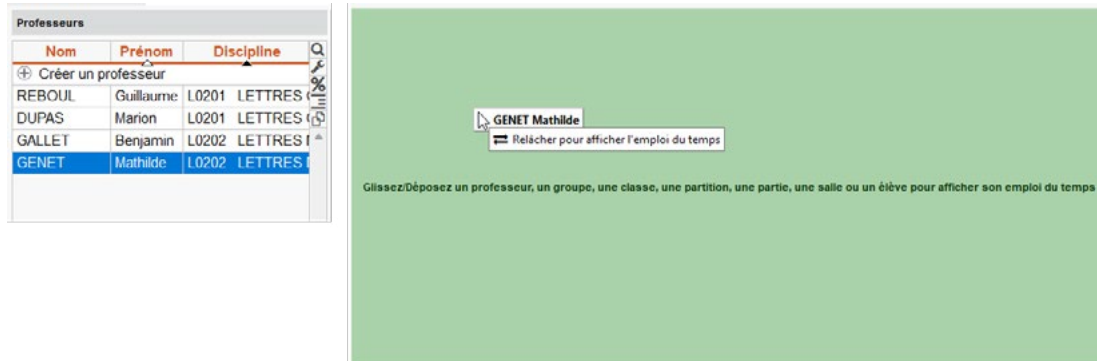 Professeurs
Nom Prénom Discipline
Créer un professeur
REBOUL Guillaume L0201 LETTRES
DUPAS Marion L0201 LETTRES
GALLET Benjamin L0202 LETTRES
GENET Mathilde L0202 LETTRES
GENET Mathilde
Relâcher pour afficher l'emploi du temps
Glissez/Déposez un professeur, un groupe, une classe, une partition, une partie, une salle ou un élève pour afficher son emploi du temps